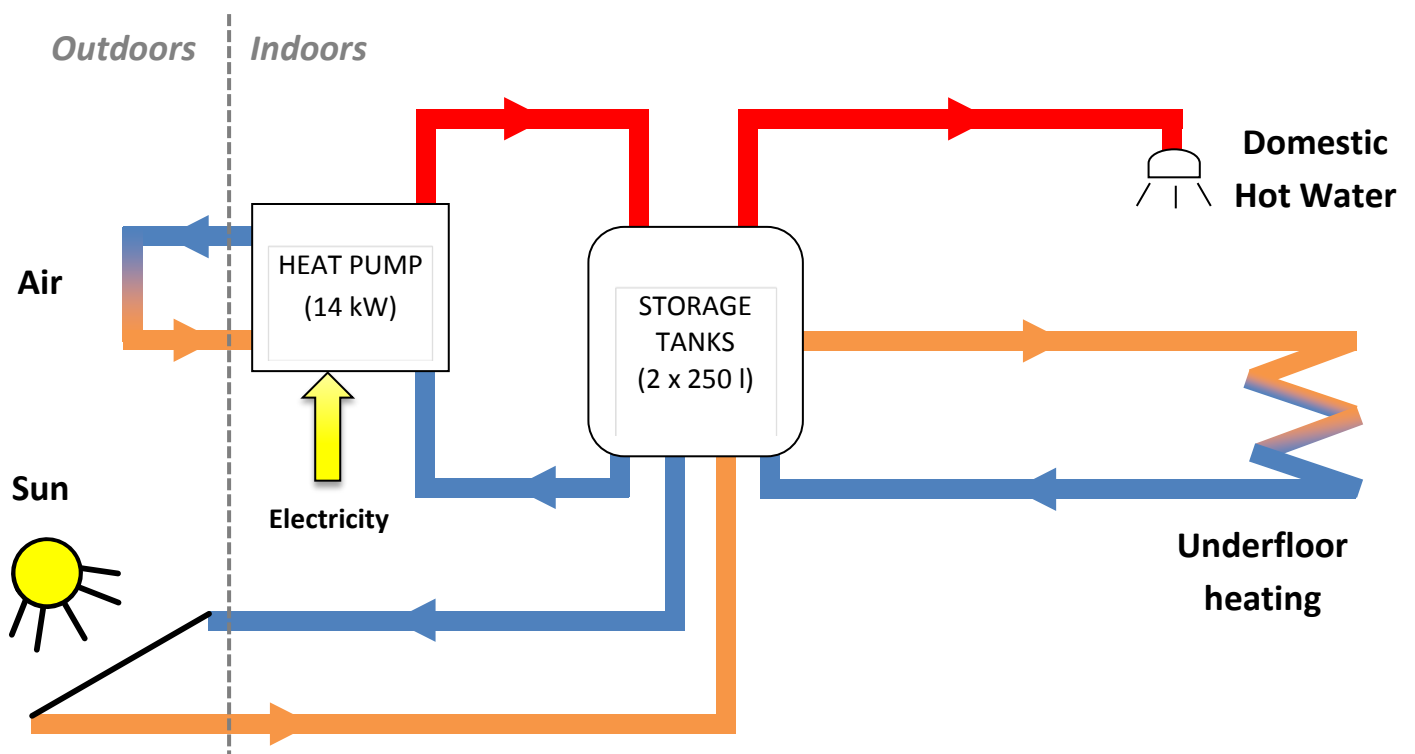 Outdoors
Indoors
Domestic
Hot Water
HEAT PUMP
(14 kW)
Air
STORAGE
TANKS
(2 x 250 l)
Sun
Electricity
Underfloor
heating